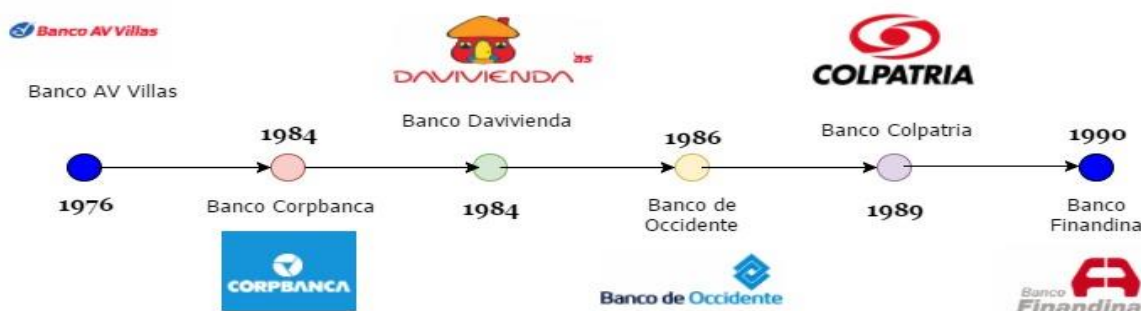 Banco AV Villas
Banco AV Villas
1976
1984
Banco Corpbanca
CORPBANCA
DAVIVIENDA
as
Banco Davivienda
1984
1986
Banco de
Occidente
Banco de Occidente
COLPATRIA
Banco Colpatria
1989
1990
Banco
Finandina
Banco
Finandina